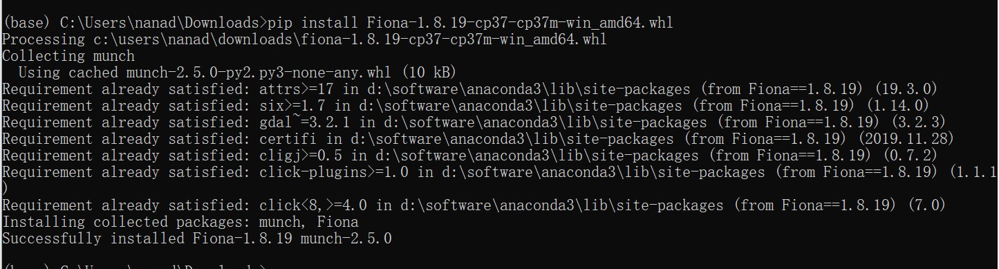 (base) C:\Users\nanad\Downloads>pip install Fiona-1.8.19-cp37-cp37m-win_amd64.whl
Processing c:\users\nanad\downloads\fiona-1.8.19-cp37-cp37m-win_amd64.whl
Collecting munch
  Using cached munch-2.5.0-py2.py3-none-any.whl (10 kB)
Requirement already satisfied: attrs>=17 in d:\software\anaconda3\lib\site-packages (from Fiona==1.8.19) (19.3.0)
Requirement already satisfied: six>=1.7 in d:\software\anaconda3\lib\site-packages (from Fiona==1.8.19) (1.14.0)
Requirement already satisfied: gdal~=3.2.1 in d:\software\anaconda3\lib\site-packages (from Fiona==1.8.19) (3.2.3)
Requirement already satisfied: certifi in d:\software\anaconda3\lib\site-packages (from Fiona==1.8.19) (2019.11.28)
Requirement already satisfied: cligj>=0.5 in d:\software\anaconda3\lib\site-packages (from Fiona==1.8.19) (0.7.2)
Requirement already satisfied: click-plugins>=1.0 in d:\software\anaconda3\lib\site-packages (from Fiona==1.8.19) (1.1.1
)
Requirement already satisfied: click<8,>=4.0 in d:\software\anaconda3\lib\site-packages (from Fiona==1.8.19) (7.0)
Installing collected packages: munch, Fiona
Successfully installed Fiona-1.8.19 munch-2.5.0